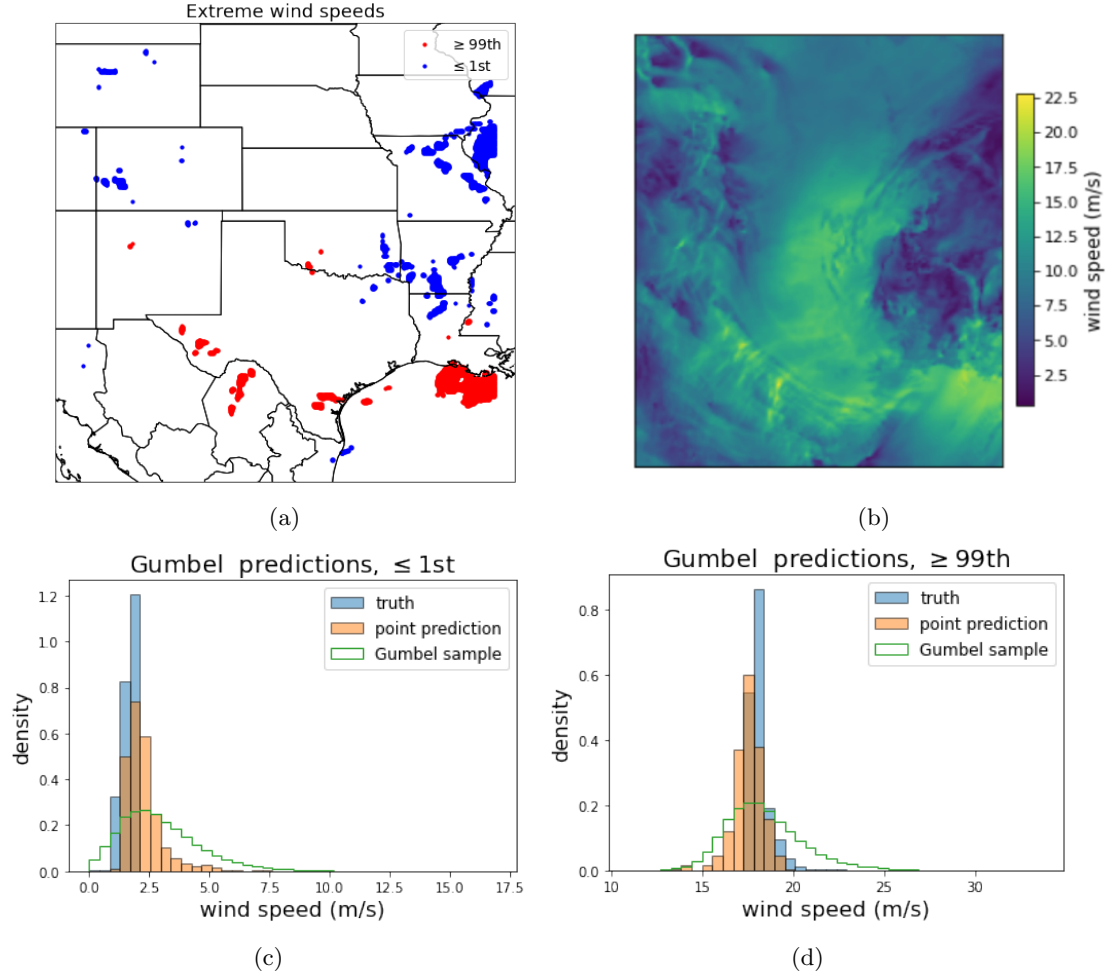 Extreme wind speeds
≥ 99th
≤ 1st
(a)
22.5
20.0
17.5
15.0
12.5
10.0
7.5
5.0
2.5
wind speed (m/s)
(b)
Gumbel predictions, ≤ 1st
truth
point prediction
Gumbel sample
1.2
1.0
0.8
0.6
0.4
0.2
0.0
density
0.0 2.5 5.0 7.5 10.0 12.5 15.0 17.5
wind speed (m/s)
(c)
Gumbel predictions, ≥ 99th
truth
point prediction
Gumbel sample
0.8
0.6
0.4
0.2
0.0
density
10 15 20 25 30
wind speed (m/s)
(d)